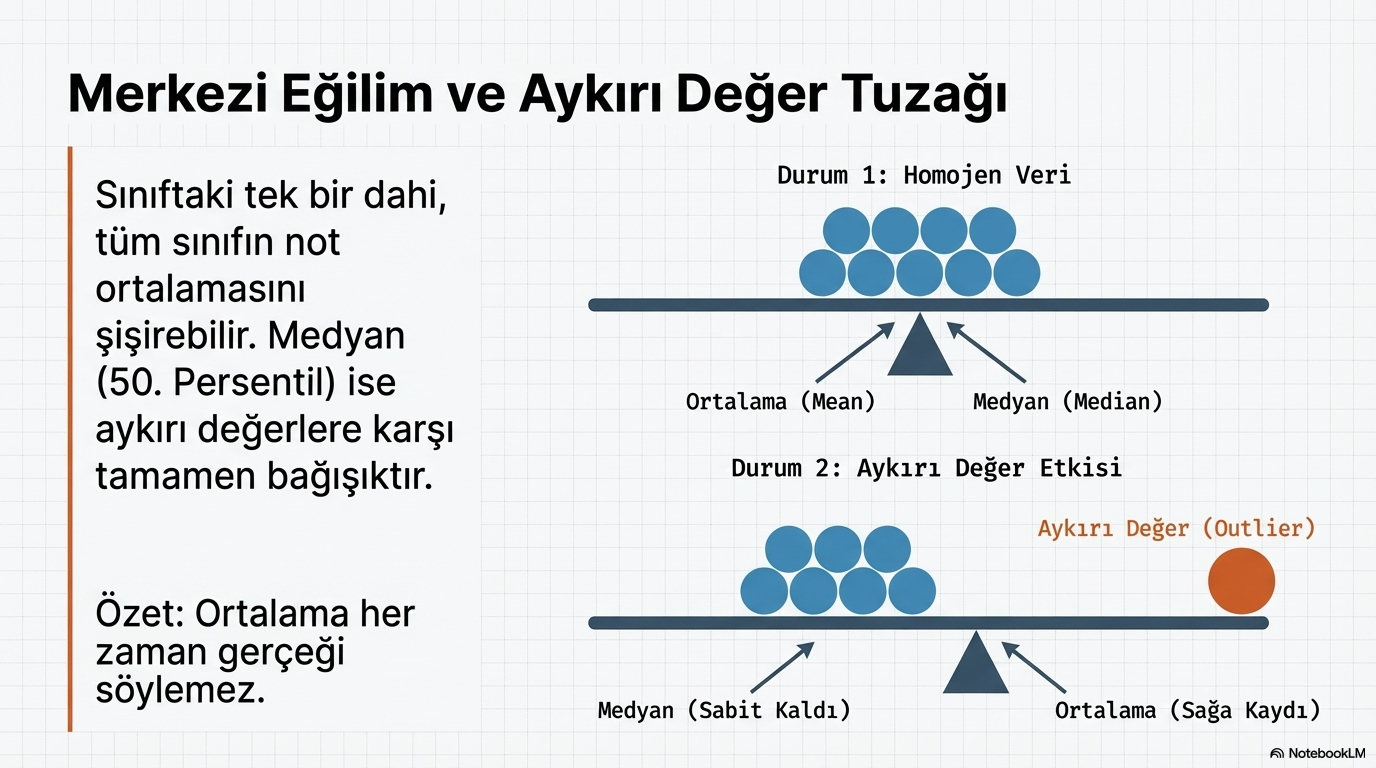 Merkezi Eğilim ve Aykırı Değer Tuzağı
Sınıftaki tek bir dahi,
tüm sınıfın not
ortalamasını
şişirebilir. Medyan
(50. Persentil) ise
aykırı değerlere karşı
tamamen bağışıktır.
Özet: Ortalama her
zaman gerçeği
söylemez.
Durum 1: Homojen Veri
Ortalama (Mean)
Medyan (Median)
Durum 2: Aykırı Değer Etkisi
Aykırı Değer (Outlier)
Medyan (Sabit Kaldı)
Ortalama (Sağa Kaydı)
NotebookLM